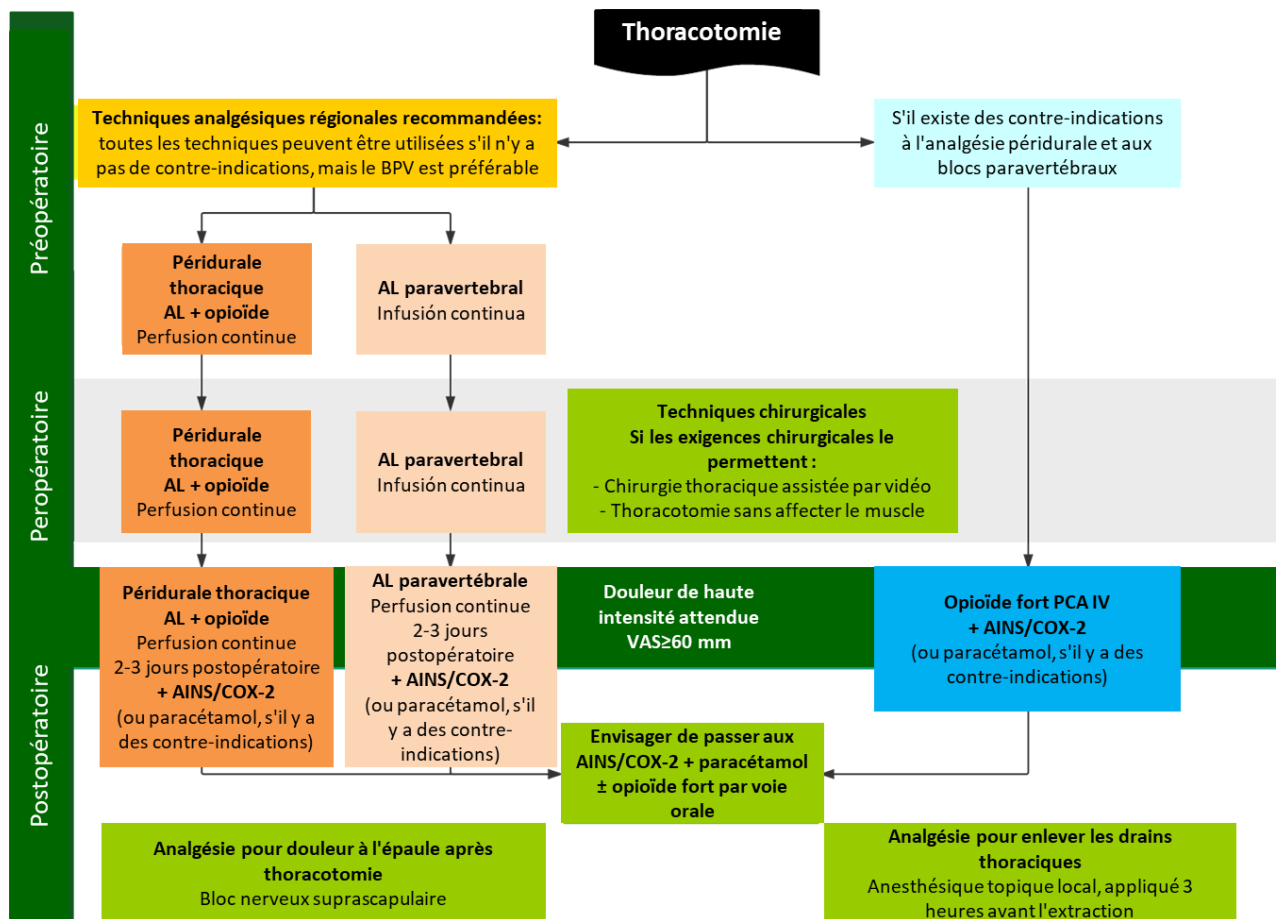 Thoracotomie
Préopératoire
Techniques analgésiques régionales recommandées:
toutes les techniques peuvent être utilisées s'il n'y a
pas de contre-indications, mais le BPV est préférable
S'il existe des contre-indications
à l'analgésie péridurale et aux
blocs paravertébraux
Péridurale
thoracique
AL + opioïde
Perfusion continue
AL paravertebral
Infusión continua
Peropératoire
Péridurale
thoracique
AL + opioïde
Perfusion continue
AL paravertebral
Infusión continua
Techniques chirurgicales
Si les exigences chirurgicales le
permettent :
- Chirurgie thoracique assistée par vidéo
- Thoracotomie sans affecter le muscle
Postopératoire
Péridurale thoracique
AL + opioïde
Perfusion continue
2-3 jours postopératoire
+ AINS/COX-2
(ou paracétamol, s'il y a
des contre-indications)
AL paravertébrale
Perfusion continue
2-3 jours
postopératoire
+ AINS/COX-2
(ou paracétamol, s'il
y a des contre-
indications)
Douleur de haute
intensité attendue
VAS≥60 mm
Opioïde fort PCA IV
+ AINS/COX-2
(ou paracétamol, s'il y a des
contre-indications)
Envisager de passer aux
AINS/COX-2 + paracétamol
± opioïde fort par voie
orale
Analgésie pour douleur à l'épaule après
thoracotomie
Bloc nerveux suprascapulaire
Analgésie pour enlever les drains
thoraciques
Anesthésique topique local, appliqué 3
heures avant l'extraction